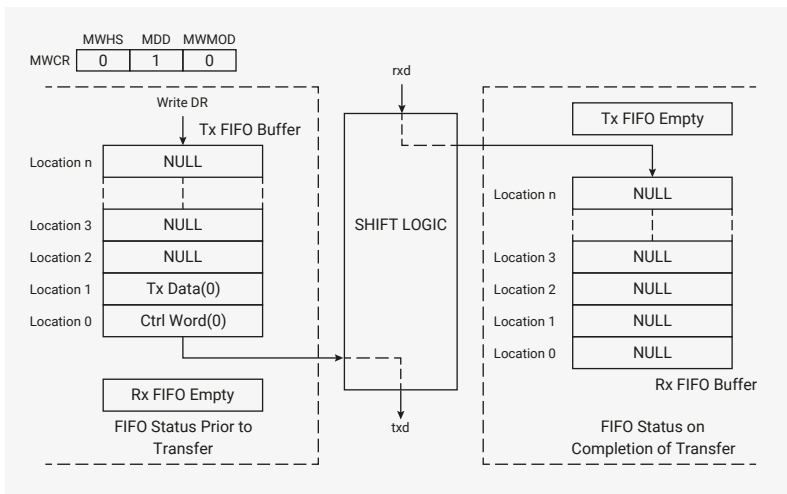 MWHS MDD MWMOD
MWCR 0 1 0
Write DR
Tx FIFO Buffer
Location n NULL
Location 3 NULL
Location 2 NULL
Location 1 Tx Data(0)
Location 0 Ctrl Word(0)
Rx FIFO Empty
FIFO Status Prior to
Transfer
rxd
SHIFT LOGIC
txd
Tx FIFO Empty
Location n NULL
Location 3 NULL
Location 2 NULL
Location 1 NULL
Location 0 NULL
Rx FIFO Buffer
FIFO Status on
Completion of Transfer